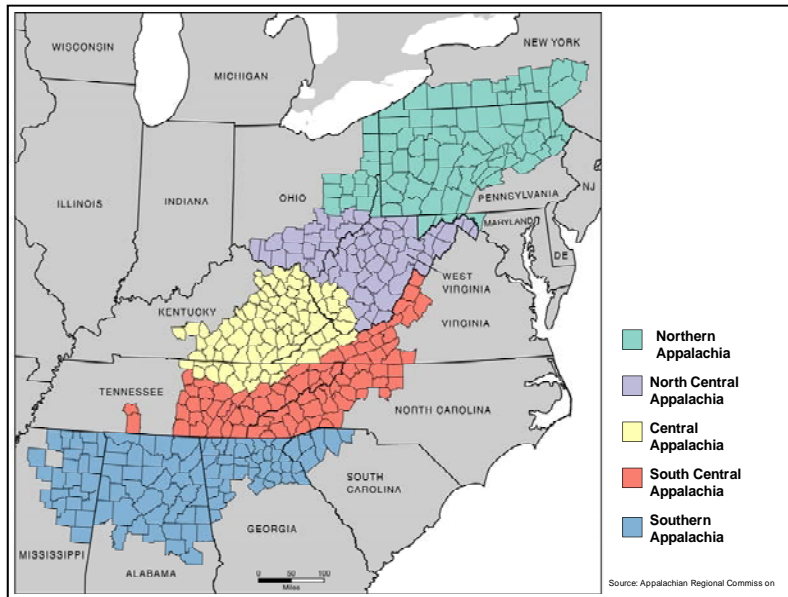 WISCONSIN
NEW YORK
MICHIGAN
ILLINOIS
INDIANA
OHIO
PENNSYLVANIA
NJ
MARYLAND
DE
WEST
VIRGINIA
KENTUCKY
VIRGINIA
TENNESSEE
NORTH CAROLINA
SOUTH
CAROLINA
GEORGIA
MISSISSIPPI
ALABAMA
0 50 100
Miles
Northern
Appalachia
North Central
Appalachia
Central
Appalachia
South Central
Appalachia
Southern
Appalachia
Source: Appalachian Regional Commiss on